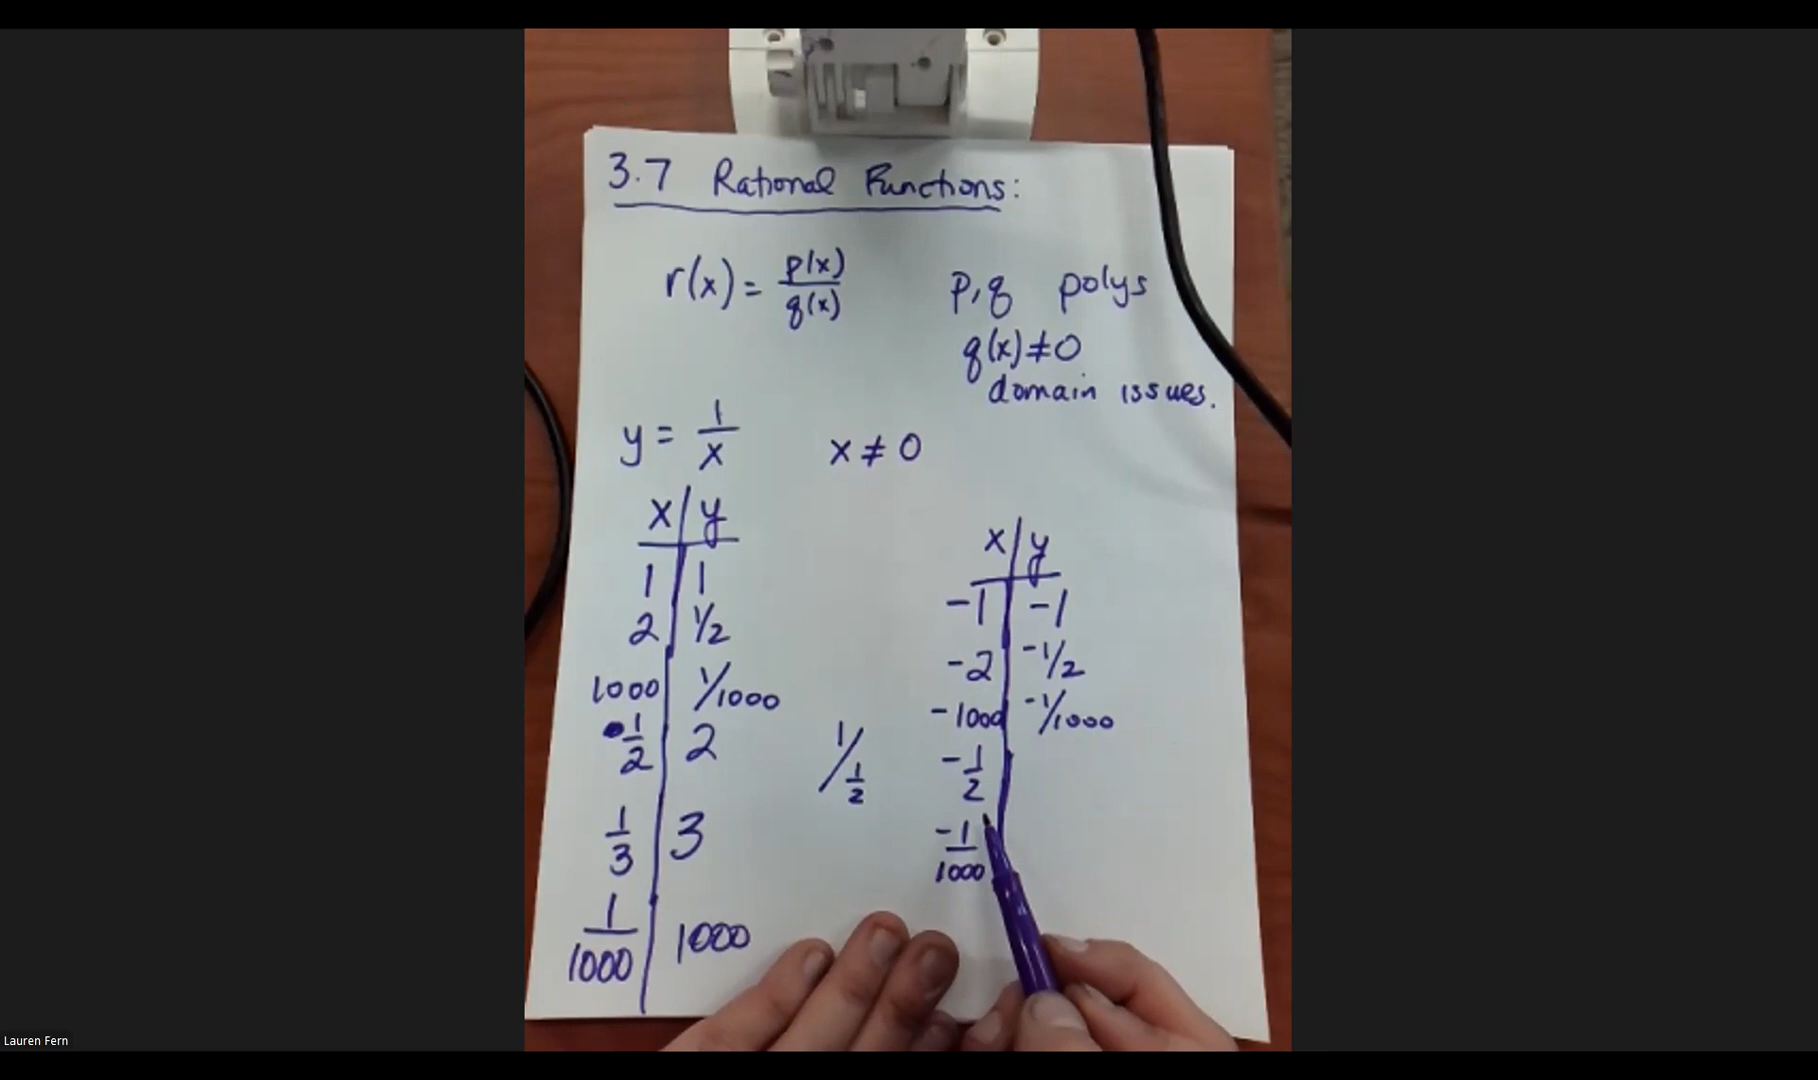 3.7 Rational Functions:
r(x) = p(x)/q(x)
p,q polys
q(x)≠0
domain issues.
y = 1/x
x ≠ 0
x | y
1 | 1
2 | 1/2
1000 | 1/1000
1/2 | 2
1/3 | 3
1/1000 | 1000
1/(1/2)
x | y
-1 | -1
-2 | -1/2
-1000 | -1/1000
-1/2
-1/1000
Lauren Fern